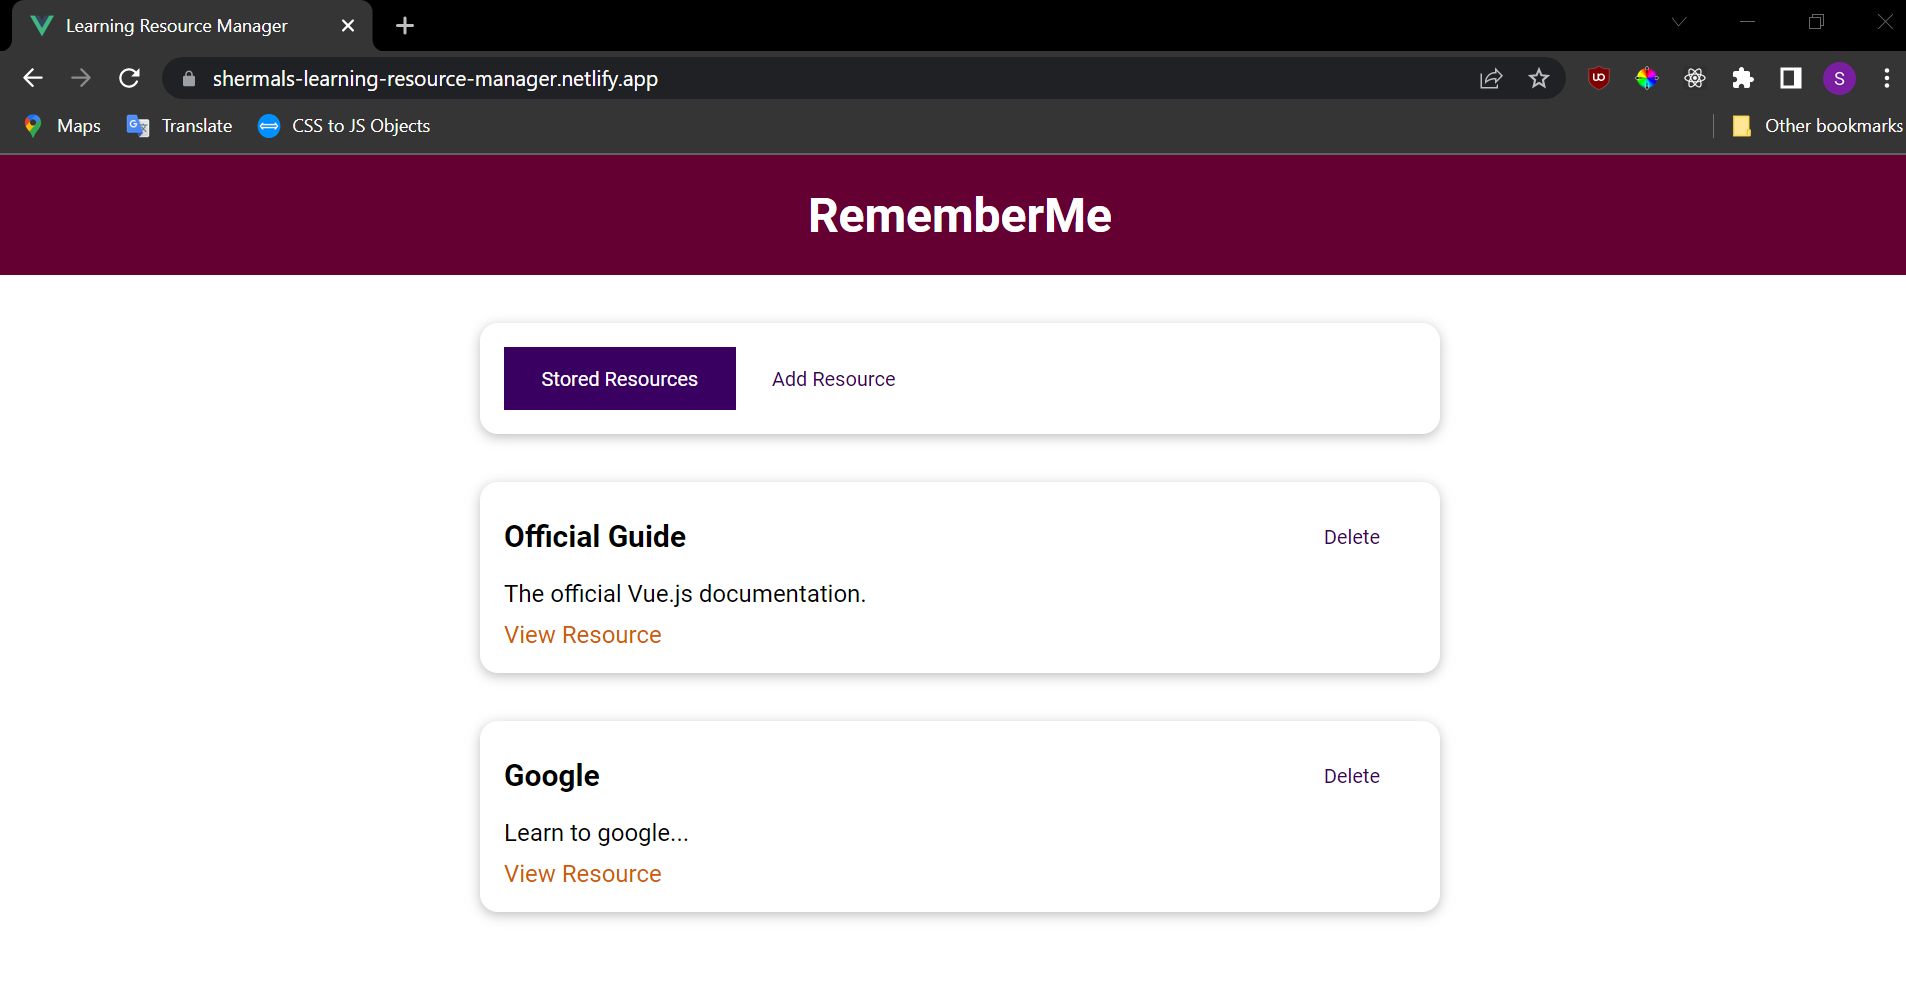 Learning Resource Manager
shermals-learning-resource-manager.netlify.app
S
Maps Translate CSS to JS Objects Other bookmarks
RememberMe
Stored Resources Add Resource
Official Guide Delete
The official Vue.js documentation.
View Resource
Google Delete
Learn to google...
View Resource